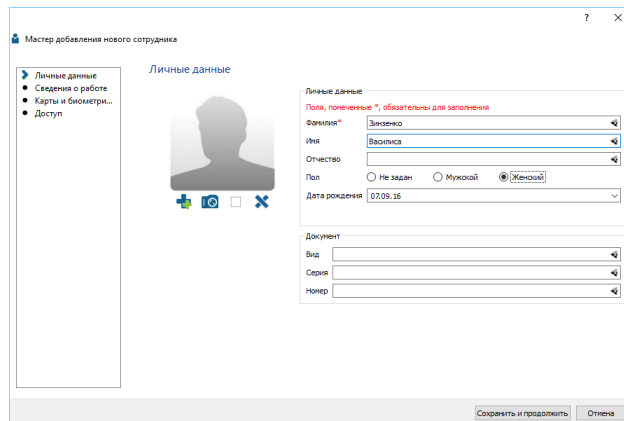 ?
Мастер добавления нового сотрудника
Личные данные
Сведения о работе
Карты и биометри...
Доступ
Личные данные
Личные данные
Поля, помеченные *, обязательны для заполнения
Фамилия* Зинзенко
Имя Василиса
Отчество
Пол Не задан Мужской Женский
Дата рождения 07.09.16
Документ
Вид
Серия
Номер
Сохранить и продолжить Отмена